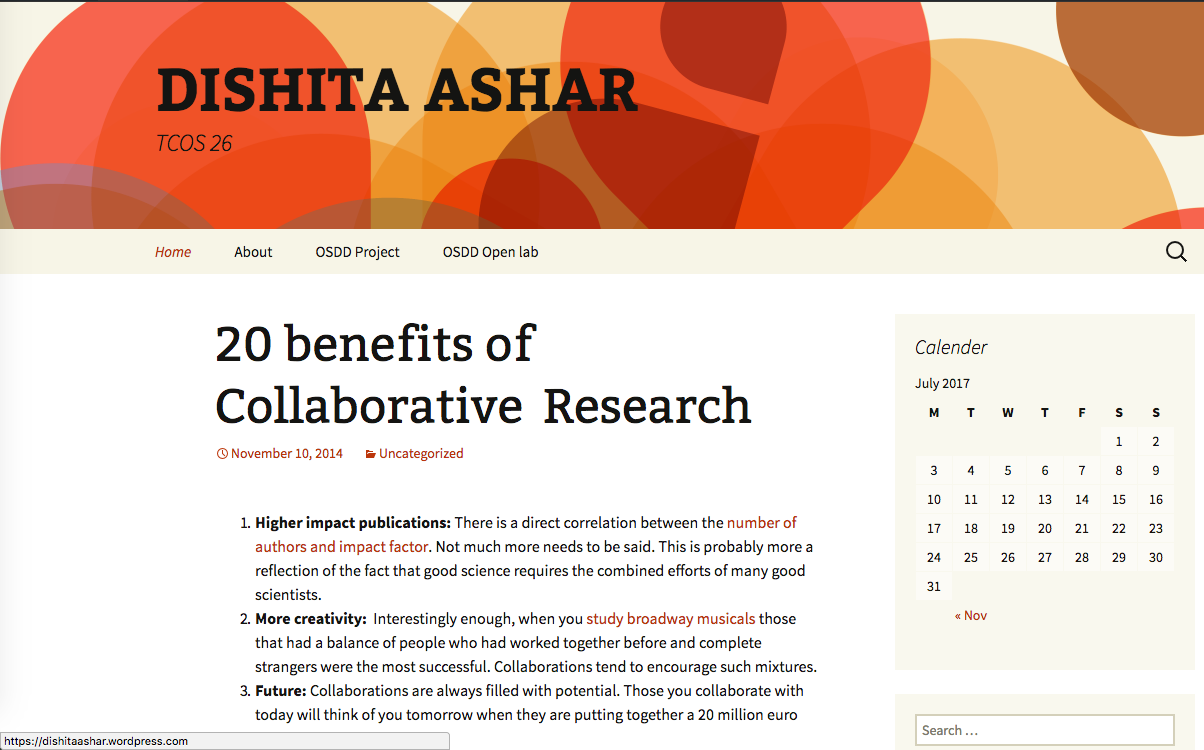 DISHITA ASHAR
TCOS 26
Home About OSDD Project OSDD Open lab
20 benefits of
Collaborative Research
November 10, 2014 Uncategorized
1. Higher impact publications: There is a direct correlation between the number of
authors and impact factor. Not much more needs to be said. This is probably more a
reflection of the fact that good science requires the combined efforts of many good
scientists.
2. More creativity: Interestingly enough, when you study broadway musicals those
that had a balance of people who had worked together before and complete
strangers were the most successful. Collaborations tend to encourage such mixtures.
3. Future: Collaborations are always filled with potential. Those you collaborate with
today will think of you tomorrow when they are putting together a 20 million euro
Calender
July 2017
M T W T F S S
1 2
3 4 5 6 7 8 9
10 11 12 13 14 15 16
17 18 19 20 21 22 23
24 25 26 27 28 29 30
31
« Nov
Search …
https://dishitaashar.wordpress.com